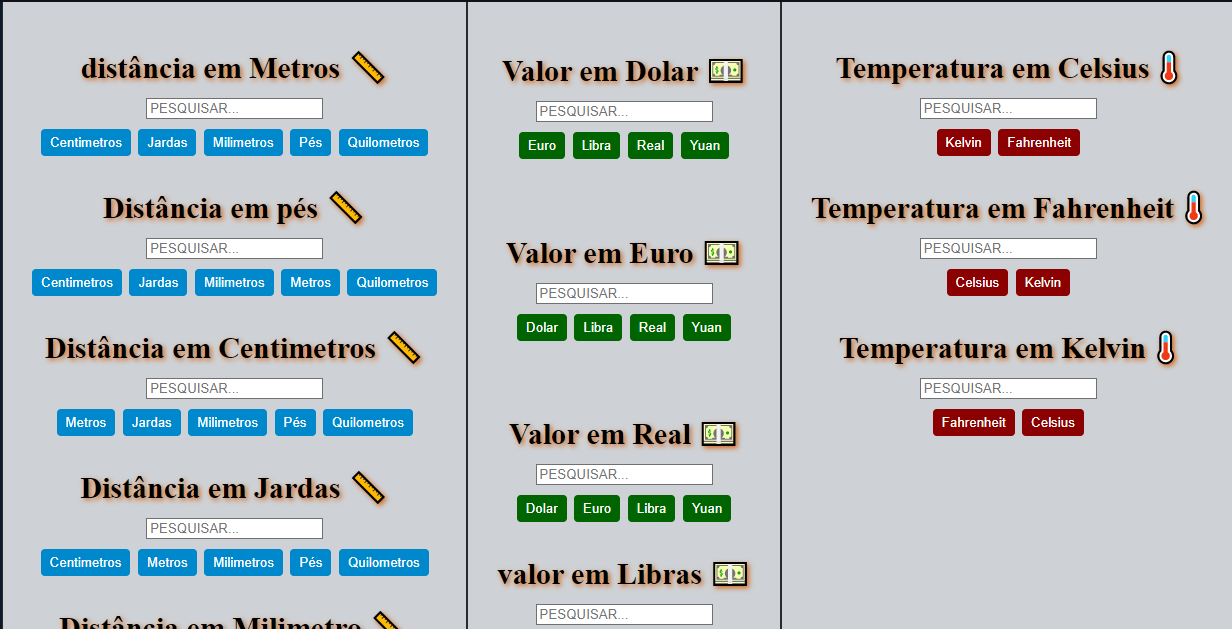 distância em Metros
PESQUISAR...
Centimetros Jardas Milimetros Pés Quilometros
Distância em pés
PESQUISAR...
Centimetros Jardas Milimetros Metros Quilometros
Distância em Centimetros
PESQUISAR...
Metros Jardas Milimetros Pés Quilometros
Distância em Jardas
PESQUISAR...
Centimetros Metros Milimetros Pés Quilometros
Distância em Milimetro
Valor em Dolar
PESQUISAR...
Euro Libra Real Yuan
Valor em Euro
PESQUISAR...
Dolar Libra Real Yuan
Valor em Real
PESQUISAR...
Dolar Euro Libra Yuan
valor em Libras
PESQUISAR...
Temperatura em Celsius
PESQUISAR...
Kelvin Fahrenheit
Temperatura em Fahrenheit
PESQUISAR...
Celsius Kelvin
Temperatura em Kelvin
PESQUISAR...
Fahrenheit Celsius